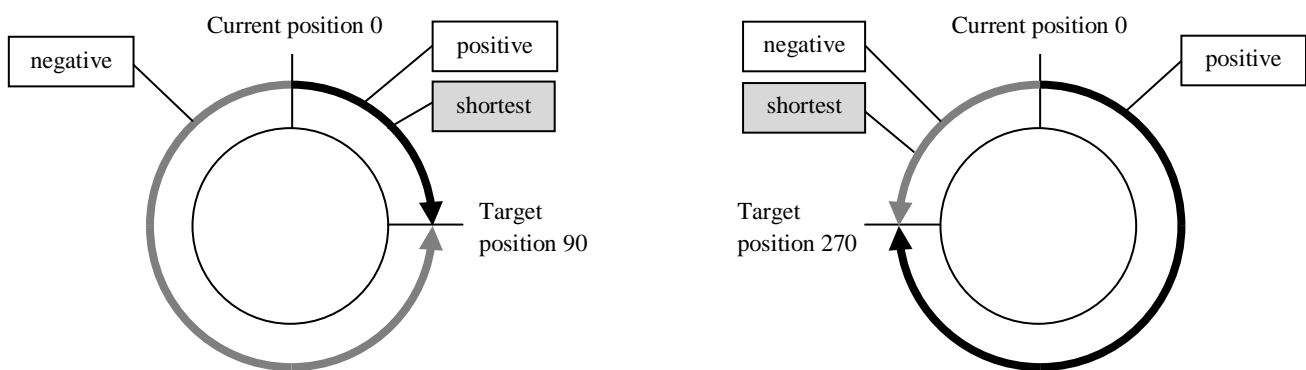 Current position 0
negative
positive
shortest
Target
position 90
Current position 0
negative
positive
shortest
Target
position 270